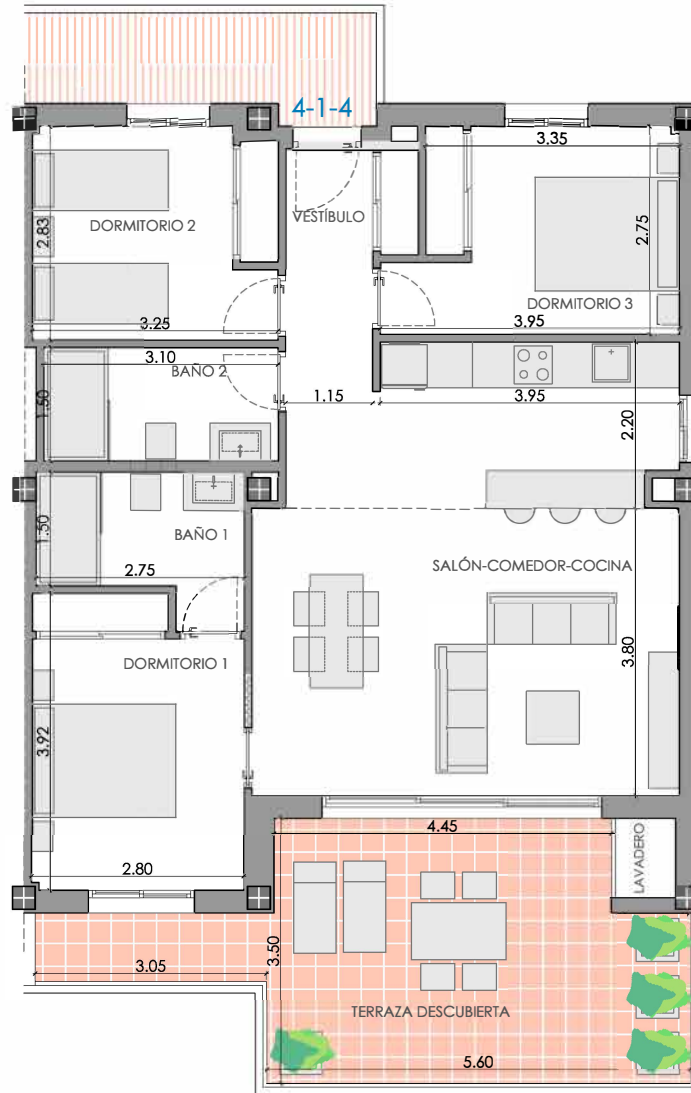 4-1-4
3.35
VESTÍBULO
DORMITORIO 2
2.83
2.75
DORMITORIO 3
3.25
3.95
3.10
BAÑO 2
1.50
1.15
3.95
2.20
1.50
BAÑO 1
2.75
SALÓN-COMEDOR-COCINA
DORMITORIO 1
3.80
3.92
2.80
4.45
LAVADERO
3.05
3.50
TERRAZA DESCUBIERTA
5.60